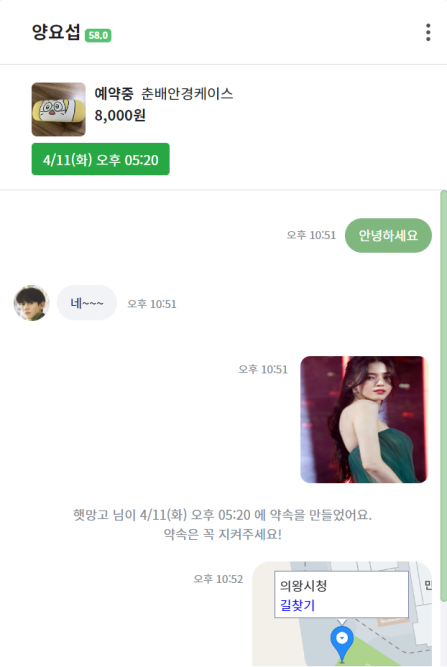 양요섭 58.0
예약중 춘배안경케이스
8,000원
4/11(화) 오후 05:20
오후 10:51 안녕하세요
네~~~ 오후 10:51
오후 10:51
햇망고 님이 4/11(화) 오후 05:20 에 약속을 만들었어요.
약속은 꼭 지켜주세요!
오후 10:52
의왕시청
길찾기